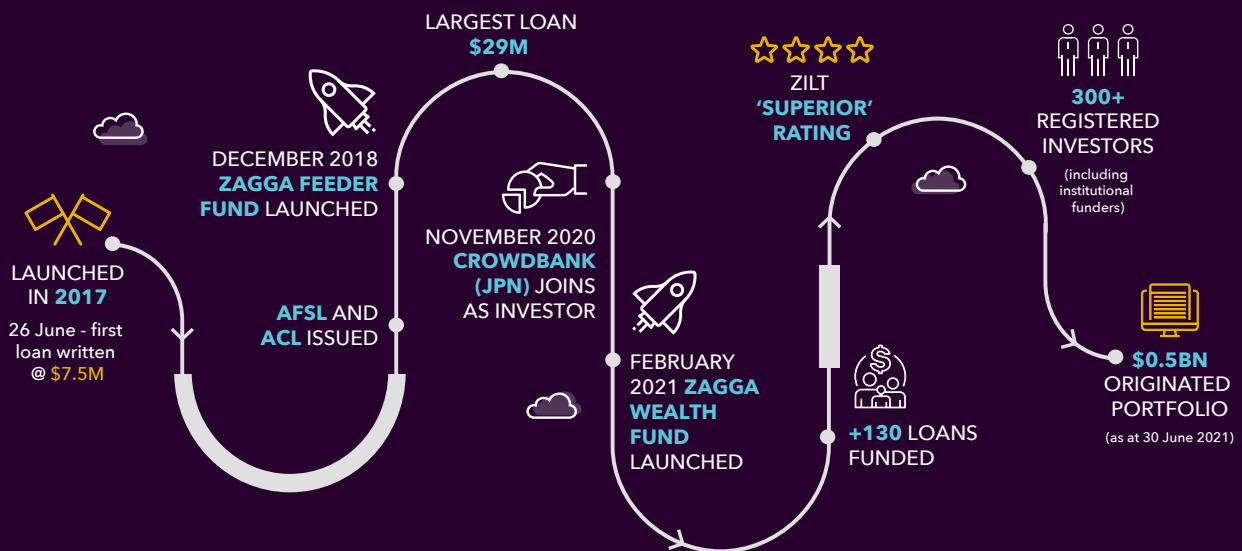 LAUNCHED
IN 2017
26 June - first
loan written
@ $7.5M
AFSL AND
ACL ISSUED
DECEMBER 2018
ZAGGA FEEDER
FUND LAUNCHED
LARGEST LOAN
$29M
NOVEMBER 2020
CROWDBANK
(JPN) JOINS
AS INVESTOR
FEBRUARY
2021 ZAGGA
WEALTH
FUND
LAUNCHED
$
+130 LOANS
FUNDED
ZILT
‘SUPERIOR’
RATING
300+
REGISTERED
INVESTORS
(including
institutional
funders)
$0.5BN
ORIGINATED
PORTFOLIO
(as at 30 June 2021)